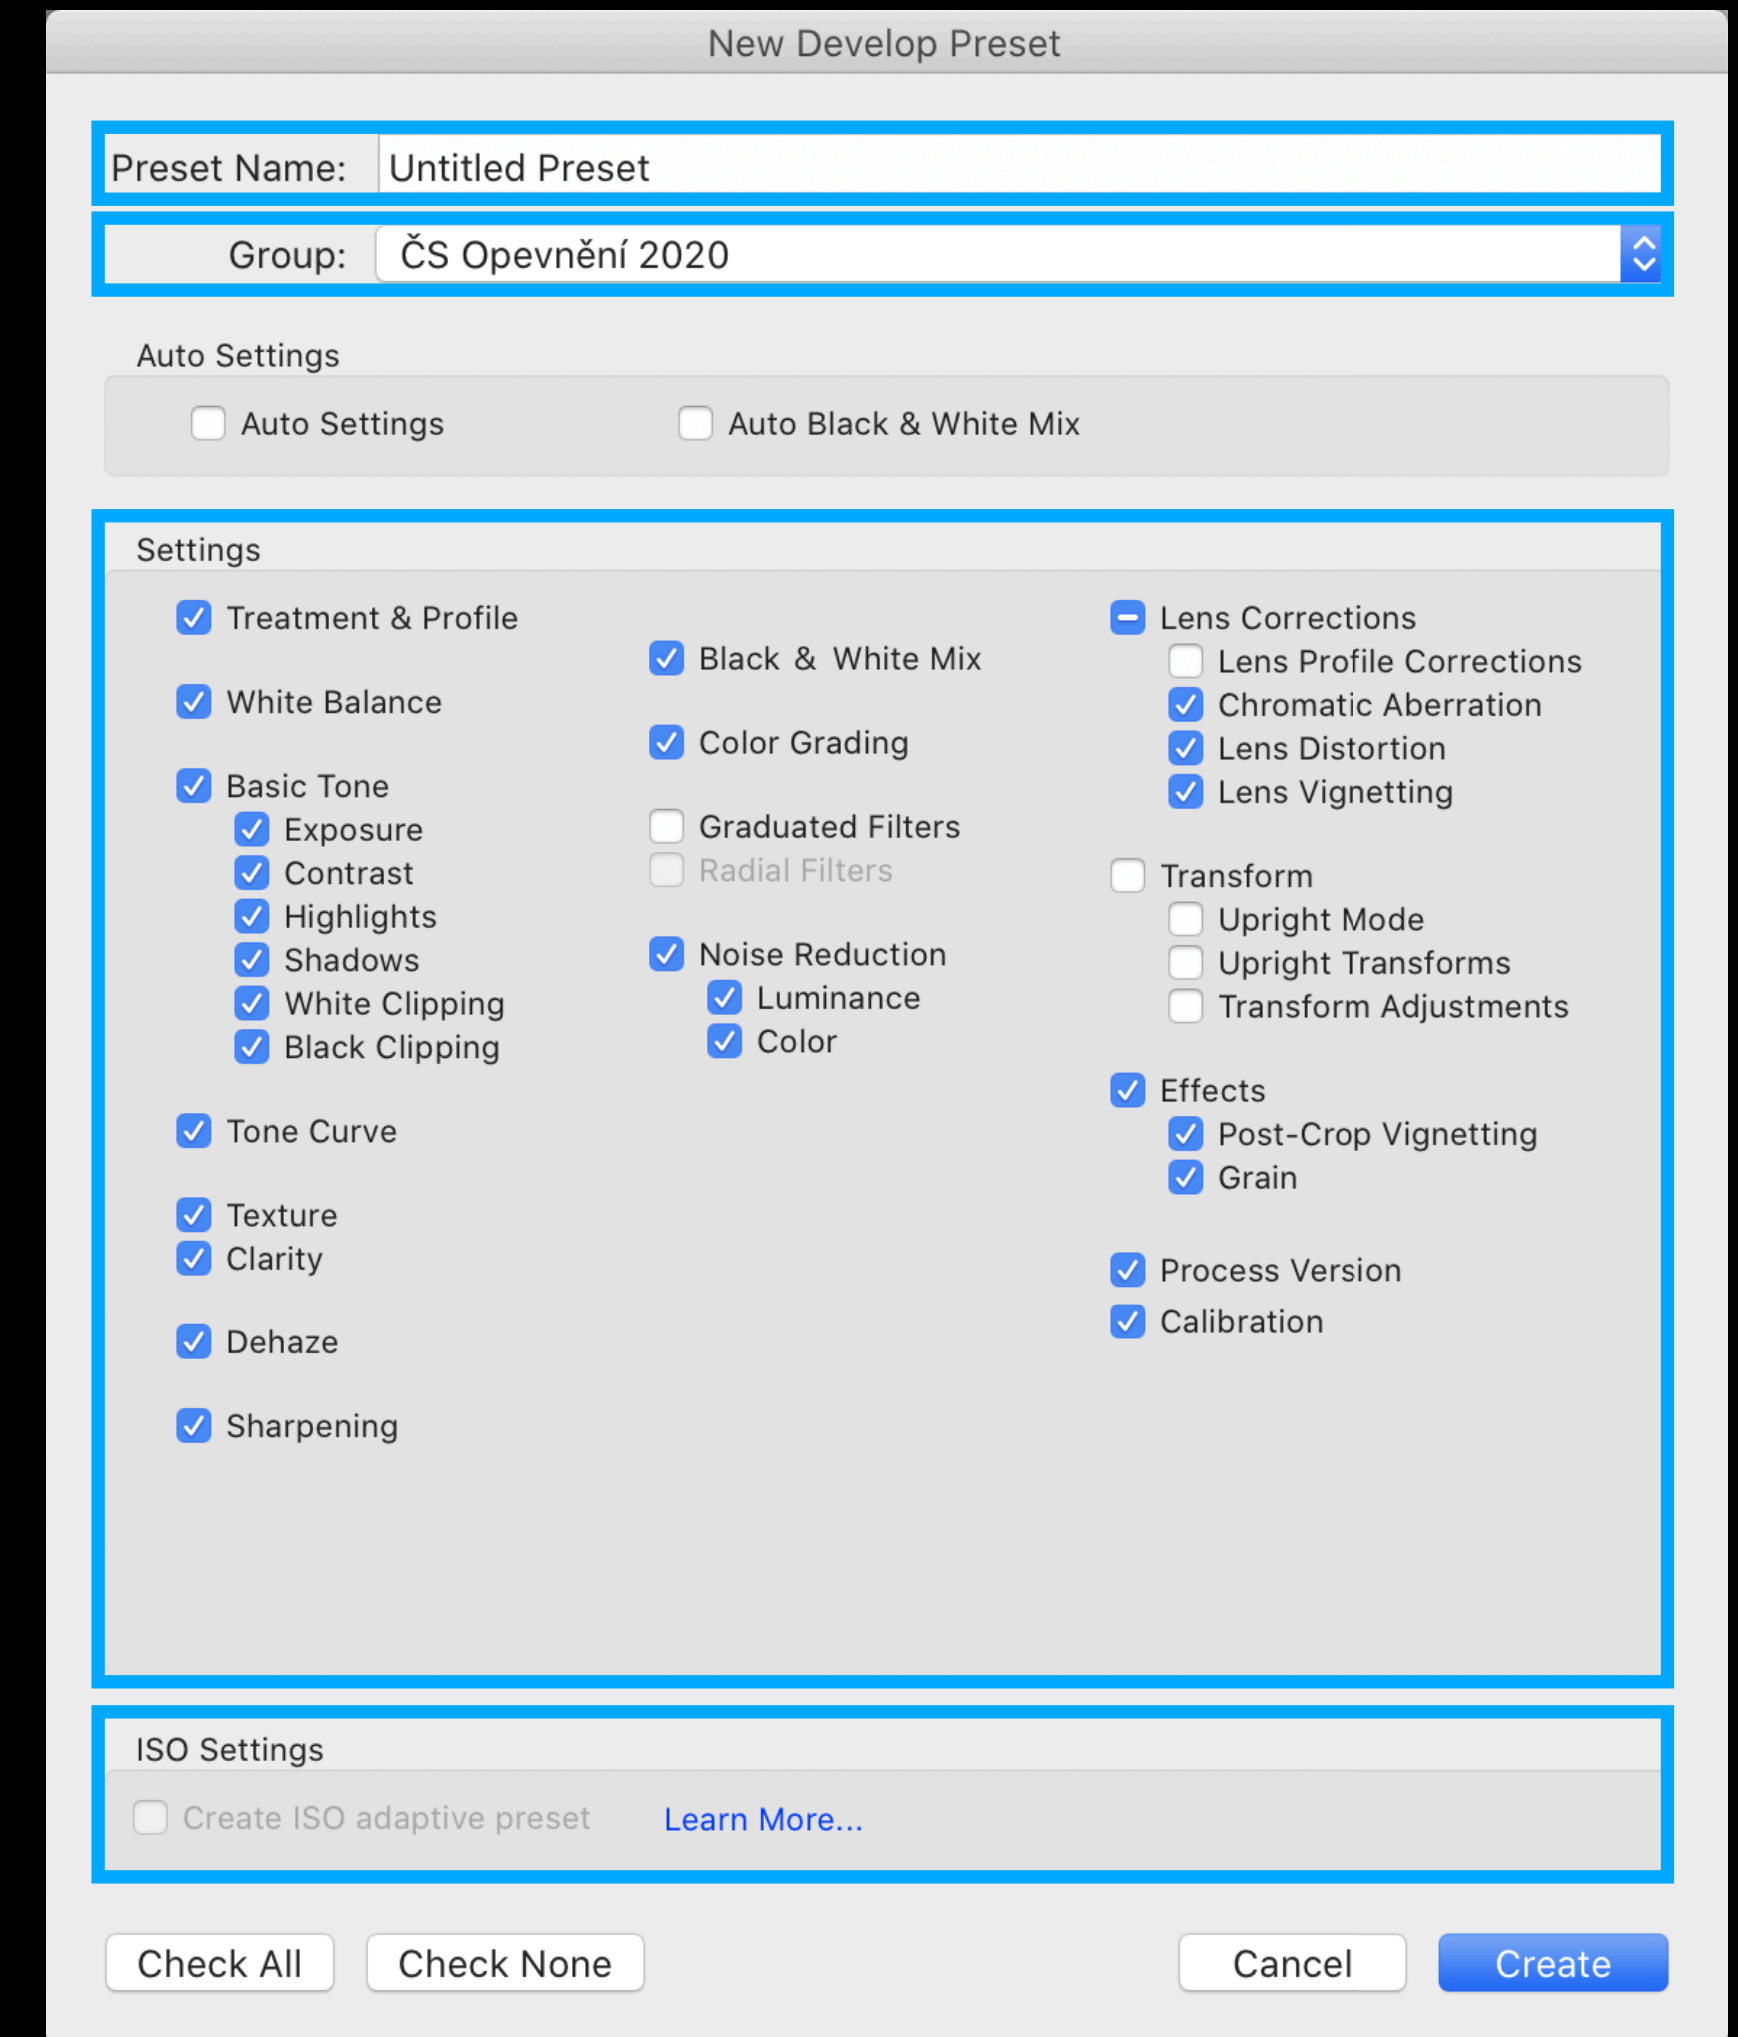 New Develop Preset
Preset Name: Untitled Preset
Group: ČS Opevnění 2020
Auto Settings
Auto Settings
Auto Black & White Mix
Settings
Treatment & Profile
White Balance
Basic Tone
Exposure
Contrast
Highlights
Shadows
White Clipping
Black Clipping
Tone Curve
Texture
Clarity
Dehaze
Sharpening
Black & White Mix
Color Grading
Graduated Filters
Radial Filters
Noise Reduction
Luminance
Color
Lens Corrections
Lens Profile Corrections
Chromatic Aberration
Lens Distortion
Lens Vignetting
Transform
Upright Mode
Upright Transforms
Transform Adjustments
Effects
Post-Crop Vignetting
Grain
Process Version
Calibration
ISO Settings
Create ISO adaptive preset
Learn More...
Check All
Check None
Cancel
Create